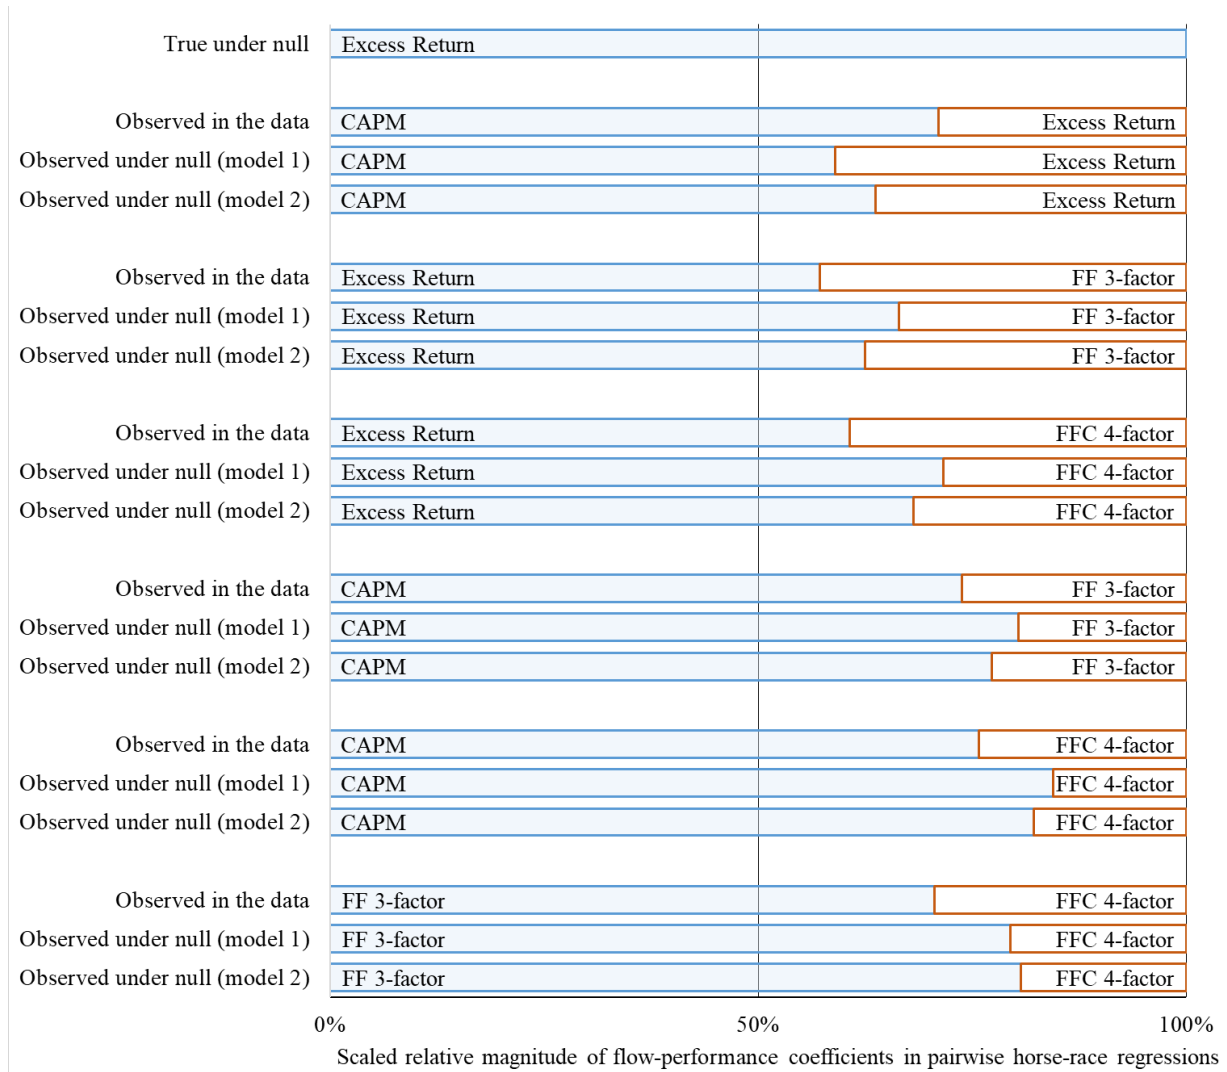 True under null Excess Return
Observed in the data CAPM Excess Return
Observed under null (model 1) CAPM Excess Return
Observed under null (model 2) CAPM Excess Return
Observed in the data Excess Return FF 3-factor
Observed under null (model 1) Excess Return FF 3-factor
Observed under null (model 2) Excess Return FF 3-factor
Observed in the data Excess Return FFC 4-factor
Observed under null (model 1) Excess Return FFC 4-factor
Observed under null (model 2) Excess Return FFC 4-factor
Observed in the data CAPM FF 3-factor
Observed under null (model 1) CAPM FF 3-factor
Observed under null (model 2) CAPM FF 3-factor
Observed in the data CAPM FFC 4-factor
Observed under null (model 1) CAPM FFC 4-factor
Observed under null (model 2) CAPM FFC 4-factor
Observed in the data FF 3-factor FFC 4-factor
Observed under null (model 1) FF 3-factor FFC 4-factor
Observed under null (model 2) FF 3-factor FFC 4-factor
0% 50% 100%
Scaled relative magnitude of flow-performance coefficients in pairwise horse-race regressions